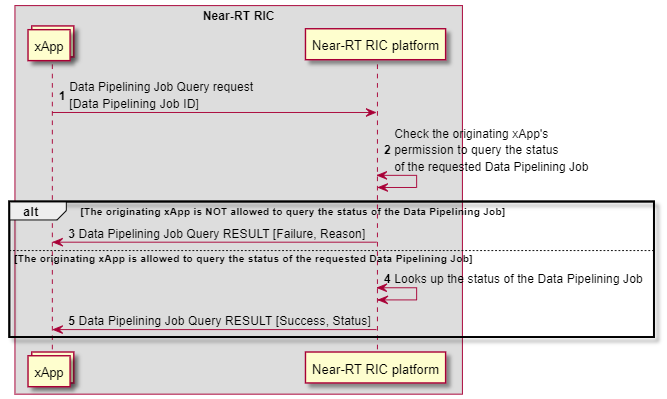 Near-RT RIC
xApp
Near-RT RIC platform
Data Pipelining Job Query request
1
[Data Pipelining Job ID]
Check the originating xApp's
2 permission to query the status
of the requested Data Pipelining Job
alt [The originating xApp is NOT allowed to query the status of the Data Pipelining Job]
3 Data Pipelining Job Query RESULT [Failure, Reason]
[The originating xApp is allowed to query the status of the requested Data Pipelining Job]
4 Looks up the status of the Data Pipelining Job
5 Data Pipelining Job Query RESULT [Success, Status]
xApp
Near-RT RIC platform